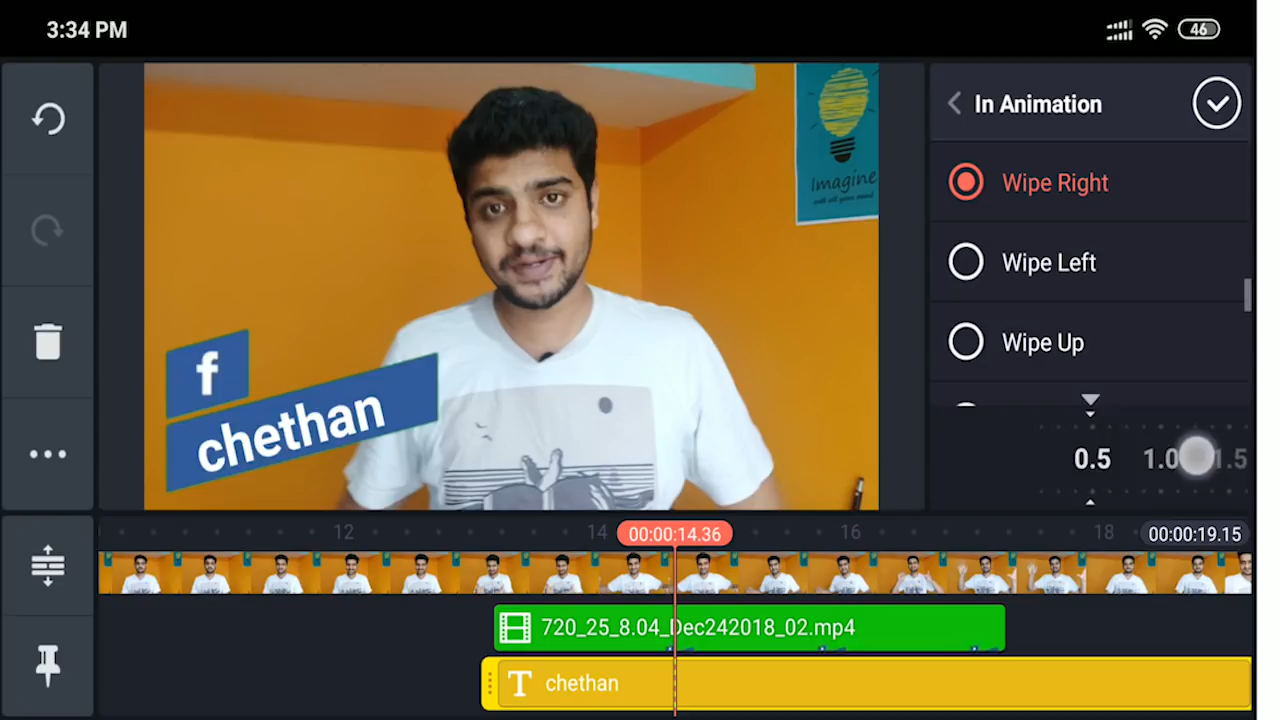 3:34 PM
46
In Animation
Imagine
Wipe Right
Wipe Left
Wipe Up
f
chethan
0.5 1.0 1.5
12 14 00:00:14.36 16 18 00:00:19.15
720_25_8.04_Dec242018_02.mp4
T chethan